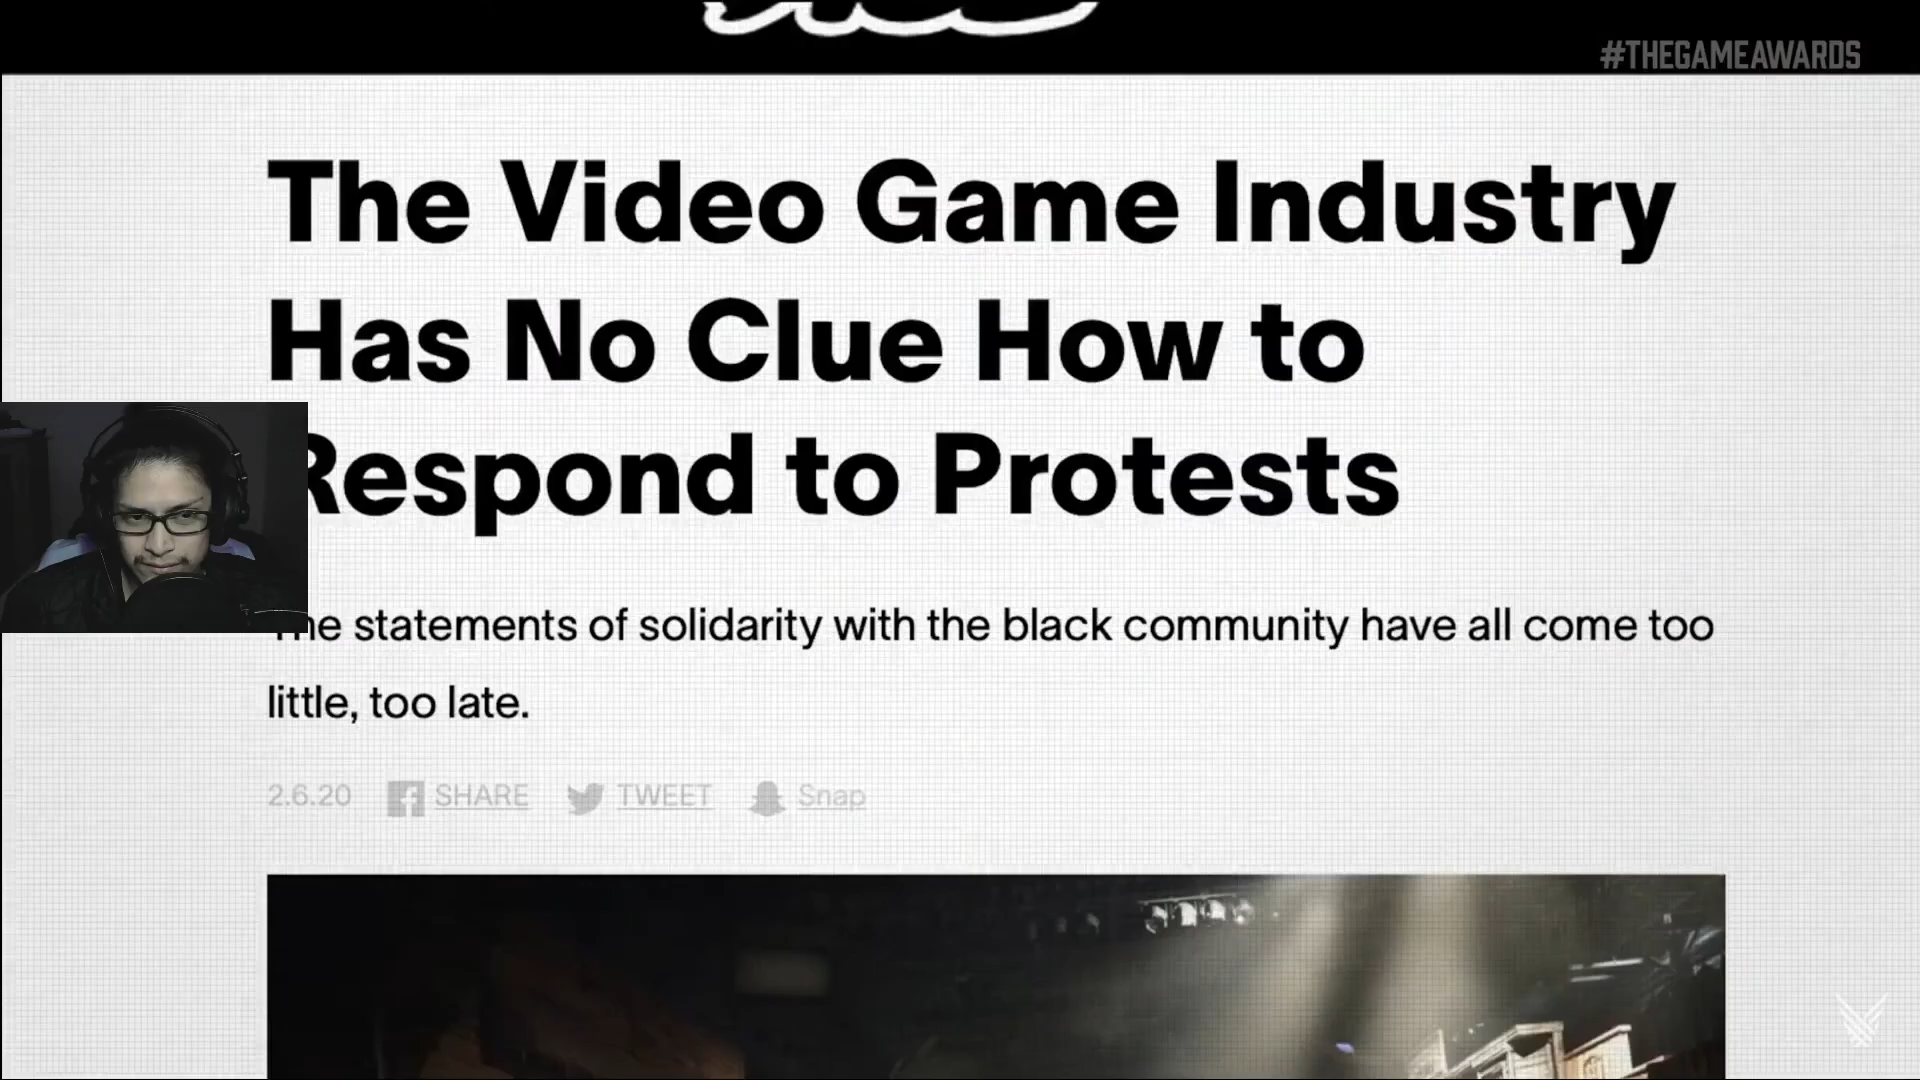 #THEGAMEAWARDS
The Video Game Industry
Has No Clue How to
Respond to Protests
The statements of solidarity with the black community have all come too
little, too late.
2.6.20 SHARE TWEET Snap